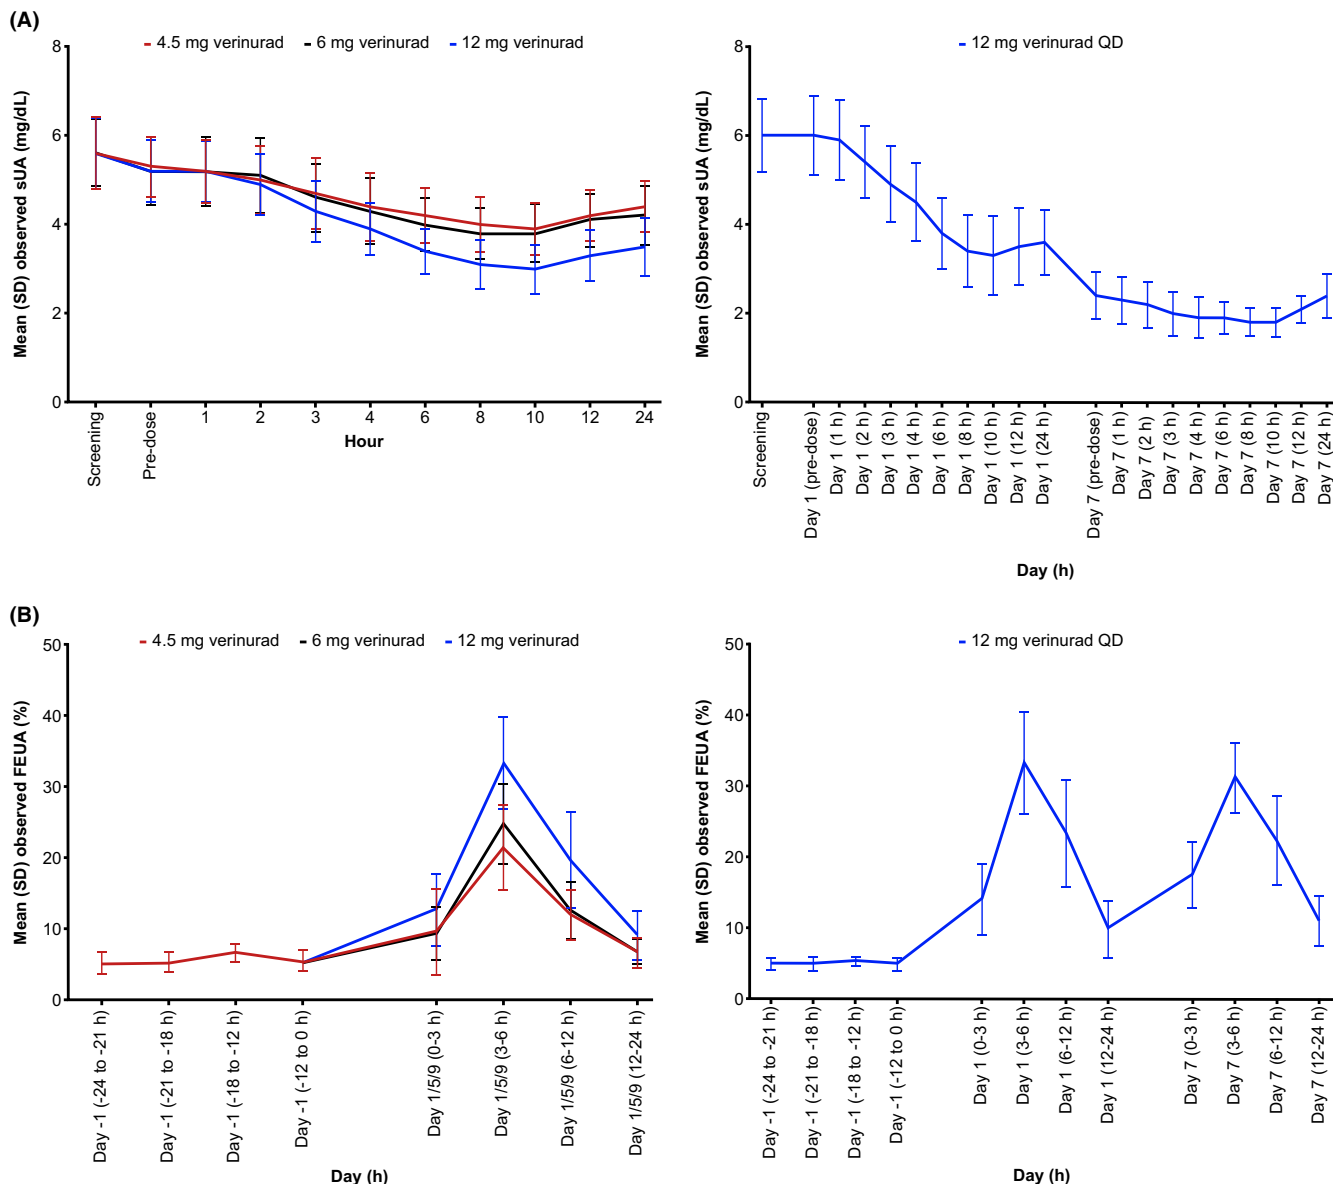 (A)
4.5 mg verinurad 6 mg verinurad 12 mg verinurad
Mean (SD) observed sUA (mg/dL)
8
6
4
2
0
Screening
Pre-dose
1
2
3
4
6
8
10
12
24
Hour
12 mg verinurad QD
Mean (SD) observed sUA (mg/dL)
8
6
4
2
0
Screening
Day 1 (pre-dose)
Day 1 (1 h)
Day 1 (2 h)
Day 1 (3 h)
Day 1 (4 h)
Day 1 (6 h)
Day 1 (8 h)
Day 1 (10 h)
Day 1 (12 h)
Day 1 (24 h)
Day 7 (pre-dose)
Day 7 (1 h)
Day 7 (2 h)
Day 7 (3 h)
Day 7 (4 h)
Day 7 (6 h)
Day 7 (8 h)
Day 7 (10 h)
Day 7 (12 h)
Day 7 (24 h)
Day (h)
(B)
4.5 mg verinurad 6 mg verinurad 12 mg verinurad
Mean (SD) observed FEUA (%)
50
40
30
20
10
0
Day -1 (-24 to -21 h)
Day -1 (-21 to -18 h)
Day -1 (-18 to -12 h)
Day -1 (-12 to 0 h)
Day 1/5/9 (0-3 h)
Day 1/5/9 (3-6 h)
Day 1/5/9 (6-12 h)
Day 1/5/9 (12-24 h)
Day (h)
12 mg verinurad QD
Mean (SD) observed FEUA (%)
50
40
30
20
10
0
Day -1 (-24 to -21 h)
Day -1 (-21 to -18 h)
Day -1 (-18 to -12 h)
Day -1 (-12 to 0 h)
Day 1 (0-3 h)
Day 1 (3-6 h)
Day 1 (6-12 h)
Day 1 (12-24 h)
Day 7 (0-3 h)
Day 7 (3-6 h)
Day 7 (6-12 h)
Day 7 (12-24 h)
Day (h)